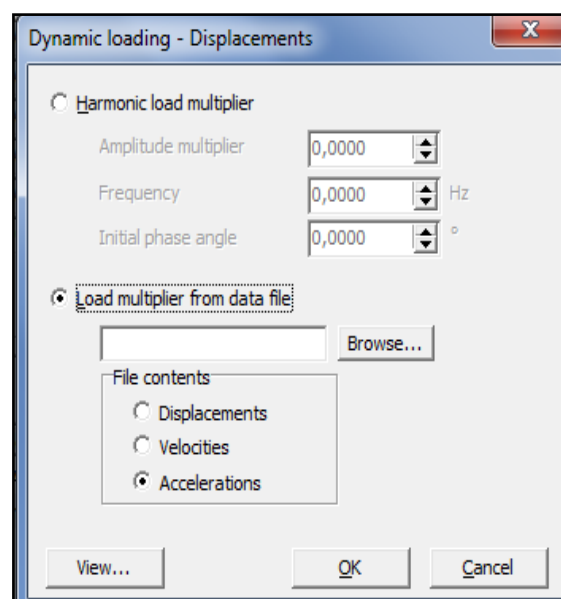 Dynamic loading - Displacements
X
Harmonic load multiplier
Amplitude multiplier 0,0000
Frequency 0,0000 Hz
Initial phase angle 0,0000 °
Load multiplier from data file
Browse...
File contents
Displacements
Velocities
Accelerations
View... OK Cancel